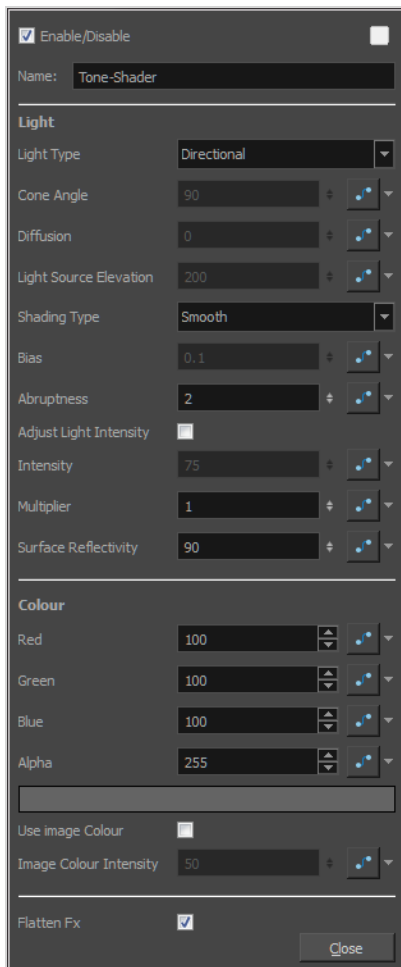 Enable/Disable
Name: Tone-Shader
Light
Light Type Directional
Cone Angle 90
Diffusion 0
Light Source Elevation 200
Shading Type Smooth
Bias 0.1
Abruptness 2
Adjust Light Intensity
Intensity 75
Multiplier 1
Surface Reflectivity 90
Colour
Red 100
Green 100
Blue 100
Alpha 255
Use image Colour
Image Colour Intensity 50
Flatten Fx
Close